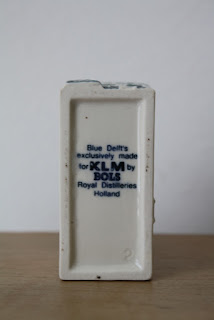 Blue Delft's
exclusively made
for KLM by
BOLS
Royal Distilleries
Holland